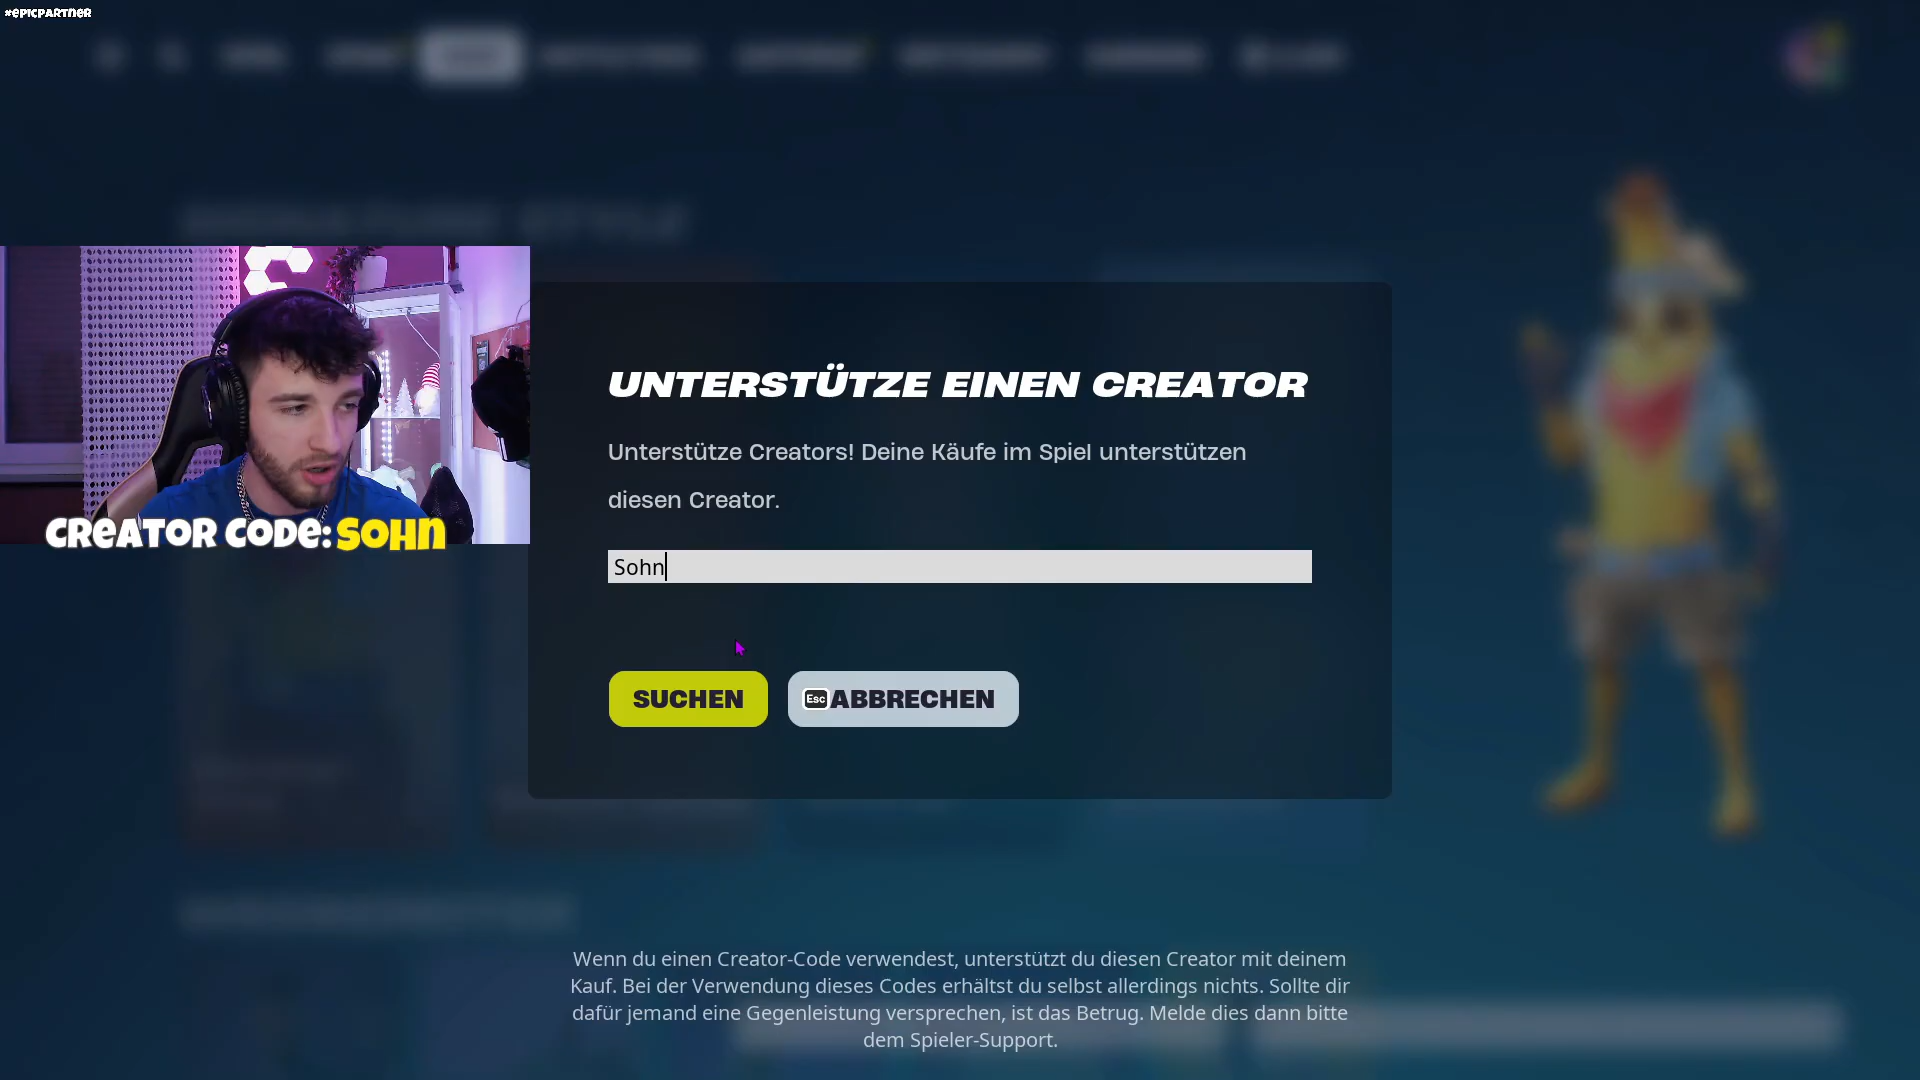 #EPICPARTNER
CREATOR CODE: SOHN
UNTERSTÜTZE EINEN CREATOR
Unterstütze Creators! Deine Käufe im Spiel unterstützen
diesen Creator.
Sohn
SUCHEN
Esc ABBRECHEN
Wenn du einen Creator-Code verwendest, unterstützt du diesen Creator mit deinem
Kauf. Bei der Verwendung dieses Codes erhältst du selbst allerdings nichts. Sollte dir
dafür jemand eine Gegenleistung versprechen, ist das Betrug. Melde dies dann bitte
dem Spieler-Support.